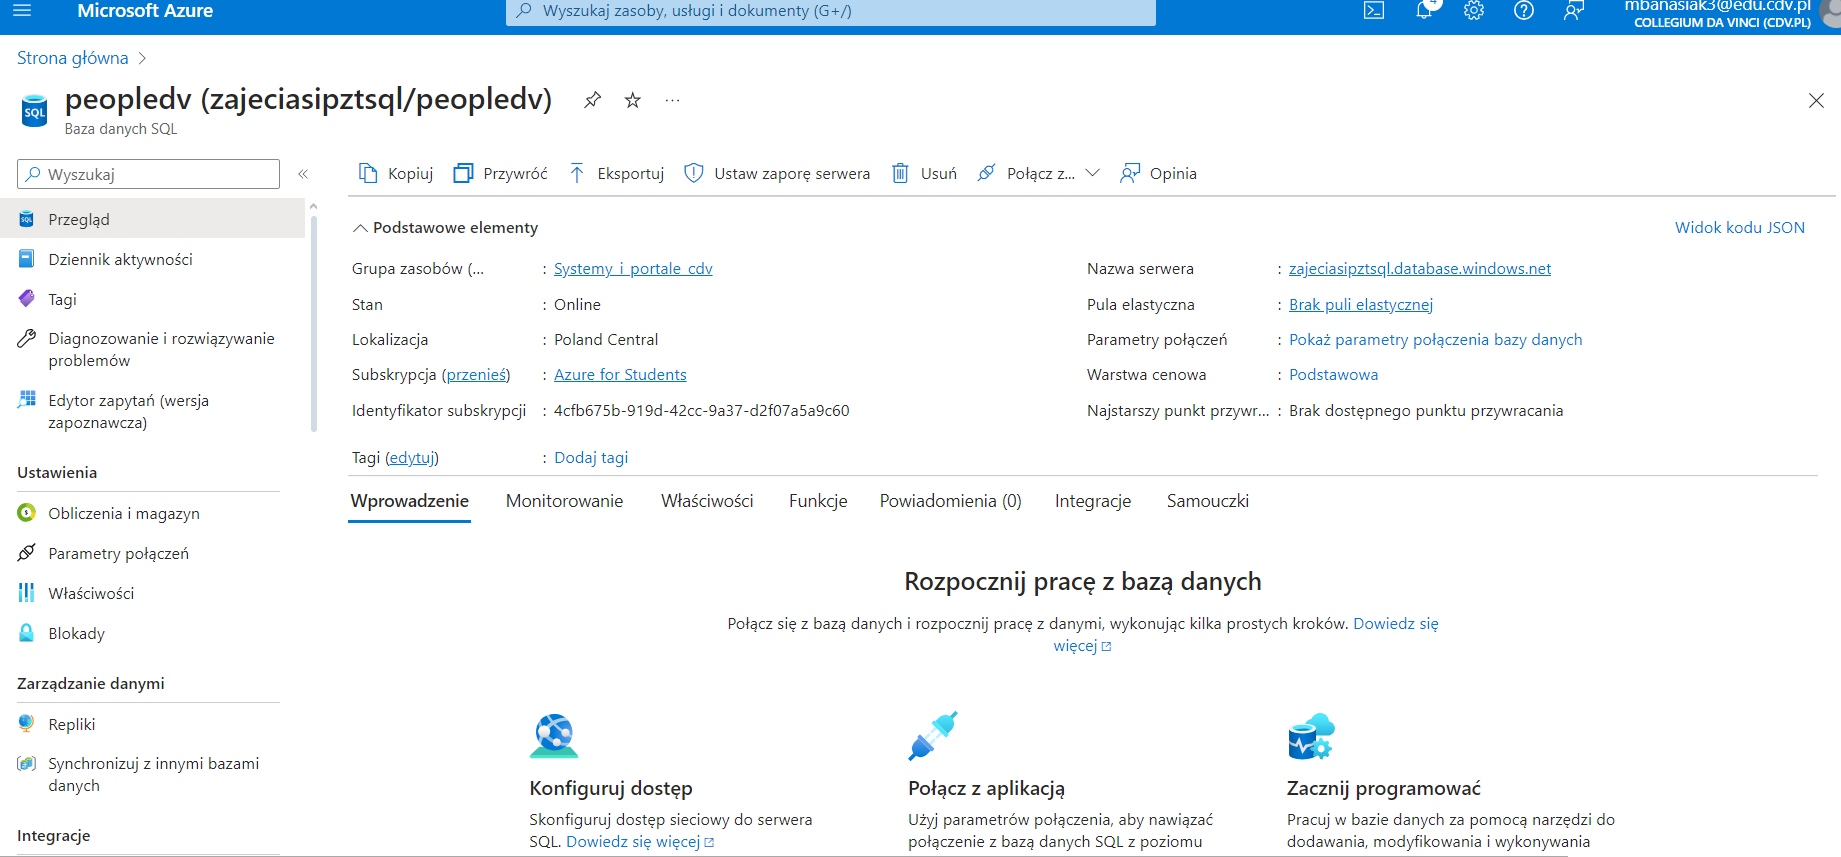 Microsoft Azure
Wyszukaj zasoby, usługi i dokumenty (G+/)
4
mbanasiak3@edu.cdv.pl
COLLEGIUM DA VINCI (CDV.PL)
Strona główna
peopledv (zajeciasipztsql/peopledv)
Baza danych SQL
SQL
Wyszukaj
Kopiuj
Przywróć
Eksportuj
Ustaw zaporę serwera
Usuń
Połącz z...
Opinia
Przegląd
Dziennik aktywności
Tagi
Diagnozowanie i rozwiązywanie
problemów
Edytor zapytań (wersja
zapoznawcza)
Ustawienia
Obliczenia i magazyn
Parametry połączeń
Właściwości
Blokady
Zarządzanie danymi
Repliki
Synchronizuj z innymi bazami
danych
Integracje
Podstawowe elementy
Widok kodu JSON
Grupa zasobów (... : Systemy_i_portale_cdv
Stan : Online
Lokalizacja : Poland Central
Subskrypcja (przenieś) : Azure for Students
Identyfikator subskrypcji : 4cfb675b-919d-42cc-9a37-d2f07a5a9c60
Tagi (edytuj) : Dodaj tagi
Nazwa serwera : zajeciasipztsql.database.windows.net
Pula elastyczna : Brak puli elastycznej
Parametry połączeń : Pokaż parametry połączenia bazy danych
Warstwa cenowa : Podstawowa
Najstarszy punkt przywr... : Brak dostępnego punktu przywracania
Wprowadzenie
Monitorowanie
Właściwości
Funkcje
Powiadomienia (0)
Integracje
Samouczki
Rozpocznij pracę z bazą danych
Połącz się z bazą danych i rozpocznij pracę z danymi, wykonując kilka prostych kroków. Dowiedz się
więcej
Konfiguruj dostęp
Skonfiguruj dostęp sieciowy do serwera
SQL. Dowiedz się więcej
Połącz z aplikacją
Użyj parametrów połączenia, aby nawiązać
połączenie z bazą danych SQL z poziomu
Zacznij programować
Pracuj w bazie danych za pomocą narzędzi do
dodawania, modyfikowania i wykonywania